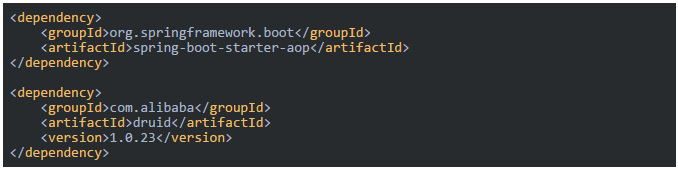 <dependency>
    <groupId>org.springframework.boot</groupId>
    <artifactId>spring-boot-starter-aop</artifactId>
</dependency>

<dependency>
    <groupId>com.alibaba</groupId>
    <artifactId>druid</artifactId>
    <version>1.0.23</version>
</dependency>